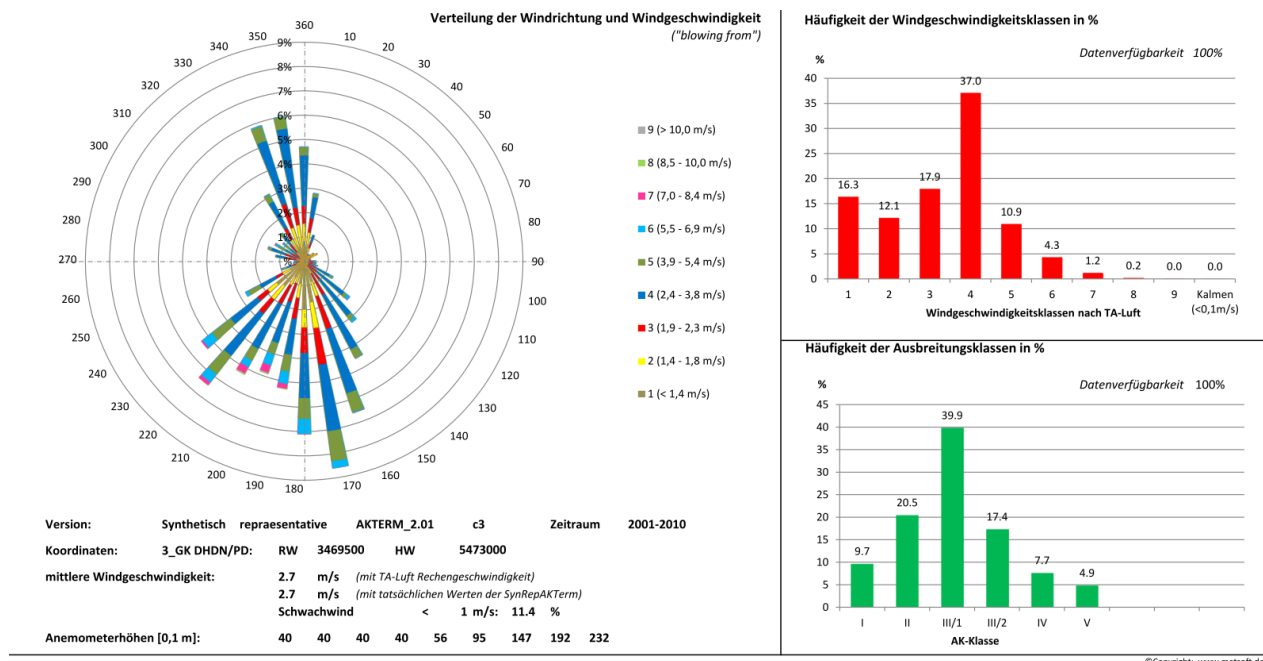 Verteilung der Windrichtung und Windgeschwindigkeit
("blowing from")
360
10
20
30
40
50
60
70
80
90
100
110
120
130
140
150
160
170
180
190
200
210
220
230
240
250
260
270
280
290
300
310
320
330
340
350
9%
8%
7%
6%
5%
4%
3%
2%
1%
%
9 (> 10,0 m/s)
8 (8,5 - 10,0 m/s)
7 (7,0 - 8,4 m/s)
6 (5,5 - 6,9 m/s)
5 (3,9 - 5,4 m/s)
4 (2,4 - 3,8 m/s)
3 (1,9 - 2,3 m/s)
2 (1,4 - 1,8 m/s)
1 (< 1,4 m/s)
Version: Synthetisch repraesentative AKTERM_2.01 c3 Zeitraum 2001-2010
Koordinaten: 3_GK DHDN/PD: RW 3469500 HW 5473000
mittlere Windgeschwindigkeit: 2.7 m/s (mit TA-Luft Rechengeschwindigkeit)
2.7 m/s (mit tatsächlichen Werten der SynRepAKTerm)
Schwachwind < 1 m/s: 11.4 %
Anemometerhöhen [0,1 m]: 40 40 40 40 56 95 147 192 232
Häufigkeit der Windgeschwindigkeitsklassen in %
Datenverfügbarkeit 100%
%
40
35
30
25
20
15
10
5
0
16.3 12.1 17.9 37.0 10.9 4.3 1.2 0.2 0.0 0.0
1 2 3 4 5 6 7 8 9 Kalmen
(<0,1m/s)
Windgeschwindigkeitsklassen nach TA-Luft
Häufigkeit der Ausbreitungsklassen in %
Datenverfügbarkeit 100%
%
45
40
35
30
25
20
15
10
5
0
9.7 20.5 39.9 17.4 7.7 4.9
I II III/1 III/2 IV V
AK-Klasse